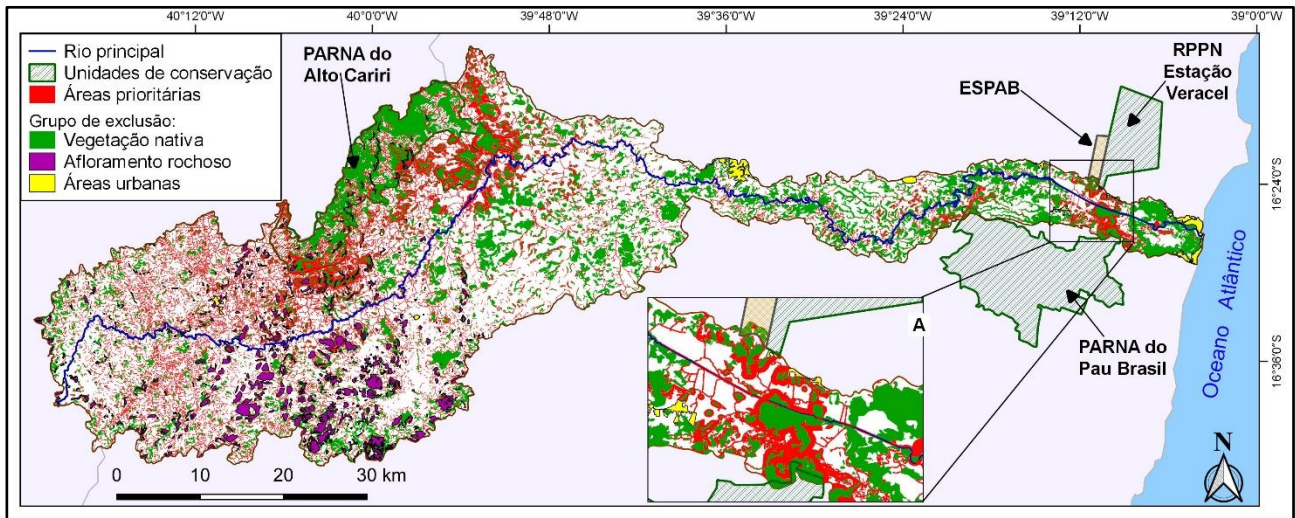 40°12'0"W
40°00'0"W
39°48'0"W
39°36'0"W
39°24'0"W
39°12'0"W
39°0'0"W
Rio principal
Unidades de conservação
Áreas prioritárias
Grupo de exclusão:
Vegetação nativa
Afloramento rochoso
Áreas urbanas
PARNA do
Alto Cariri
ESPAB
RPPN
Estação
Veracel
16°24'0"S
16°36'0"S
Oceano Atlântico
PARNA do
Pau Brasil
A
N
0 10 20 30 km